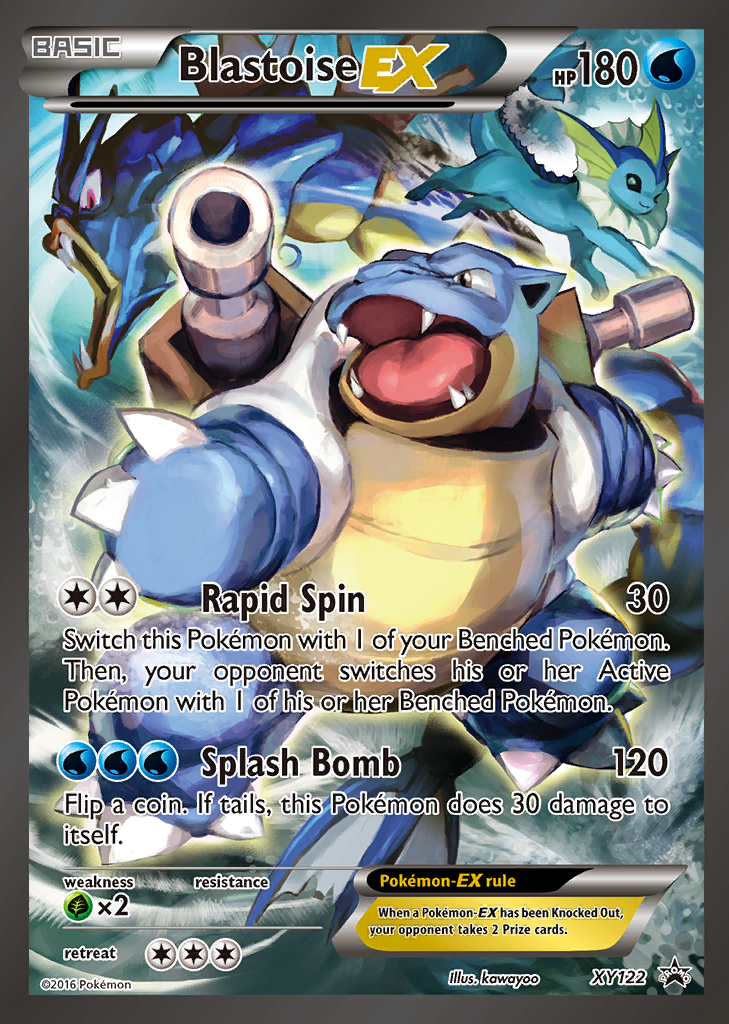 BASIC
Blastoise EX
HP 180
Rapid Spin 30
Switch this Pokémon with 1 of your Benched Pokémon.
Then, your opponent switches his or her Active
Pokémon with 1 of his or her Benched Pokémon.
Splash Bomb 120
Flip a coin. If tails, this Pokémon does 30 damage to
itself.
weakness resistance
×2
Pokémon-EX rule
When a Pokémon-EX has been Knocked Out,
your opponent takes 2 Prize cards.
retreat
©2016 Pokémon
Illus. kawayoo
XY122
PROMO